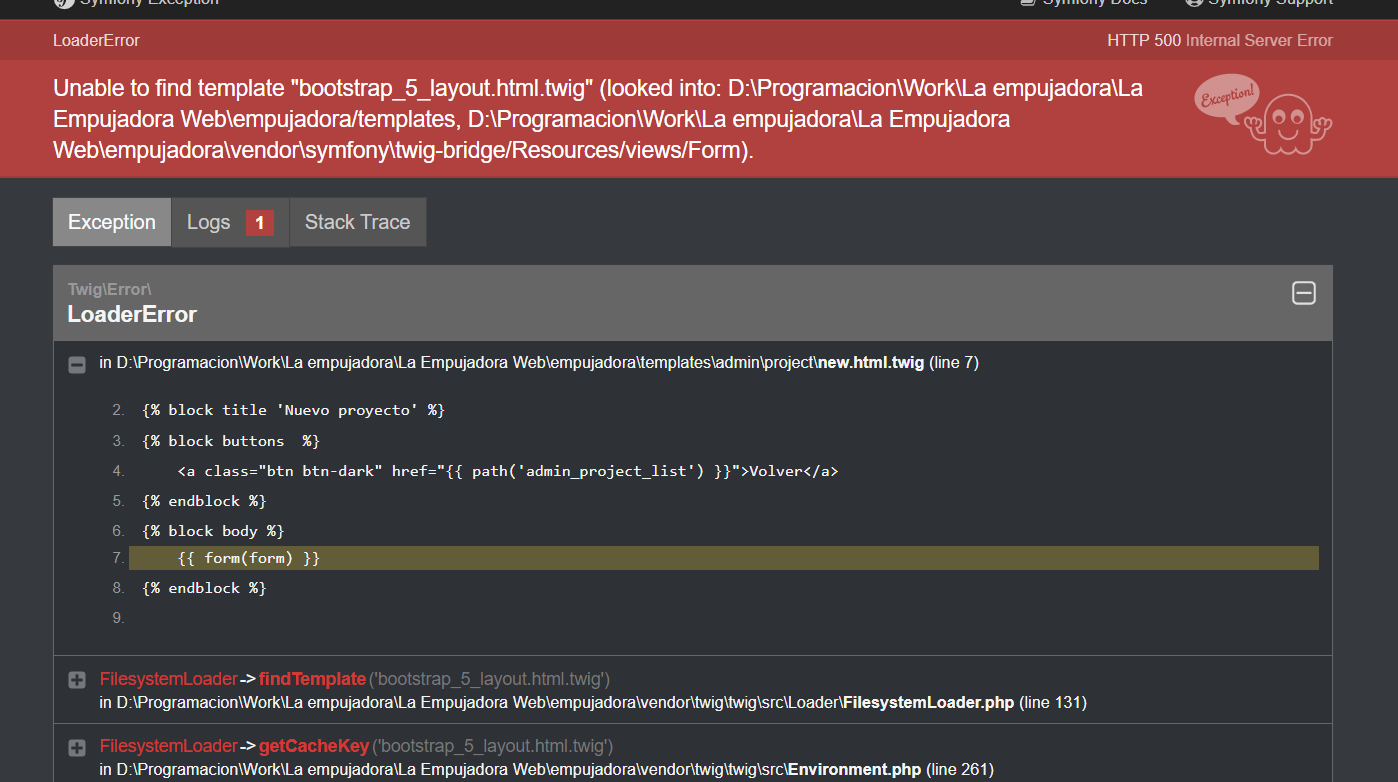 Symfony Exception
Symfony Docs
Symfony Support
LoaderError
HTTP 500 Internal Server Error
Unable to find template "bootstrap_5_layout.html.twig" (looked into: D:\Programacion\Work\La empujadora\La
Empujadora Web\empujadora/templates, D:\Programacion\Work\La empujadora\La Empujadora
Web\empujadora\vendor\symfony\twig-bridge/Resources/views/Form).
Exception!
Exception
Logs 1
Stack Trace
Twig\Error\
LoaderError
in D:\Programacion\Work\La empujadora\La Empujadora Web\empujadora\templates\admin\project\new.html.twig (line 7)
2. {% block title 'Nuevo proyecto' %}
3. {% block buttons  %}
4.     <a class="btn btn-dark" href="{{ path('admin_project_list') }}">Volver</a>
5. {% endblock %}
6. {% block body %}
7.     {{ form(form) }}
8. {% endblock %}
9.
FilesystemLoader->findTemplate('bootstrap_5_layout.html.twig')
in D:\Programacion\Work\La empujadora\La Empujadora Web\empujadora\vendor\twig\twig\src\Loader\FilesystemLoader.php (line 131)
FilesystemLoader->getCacheKey('bootstrap_5_layout.html.twig')
in D:\Programacion\Work\La empujadora\La Empujadora Web\empujadora\vendor\twig\twig\src\Environment.php (line 261)